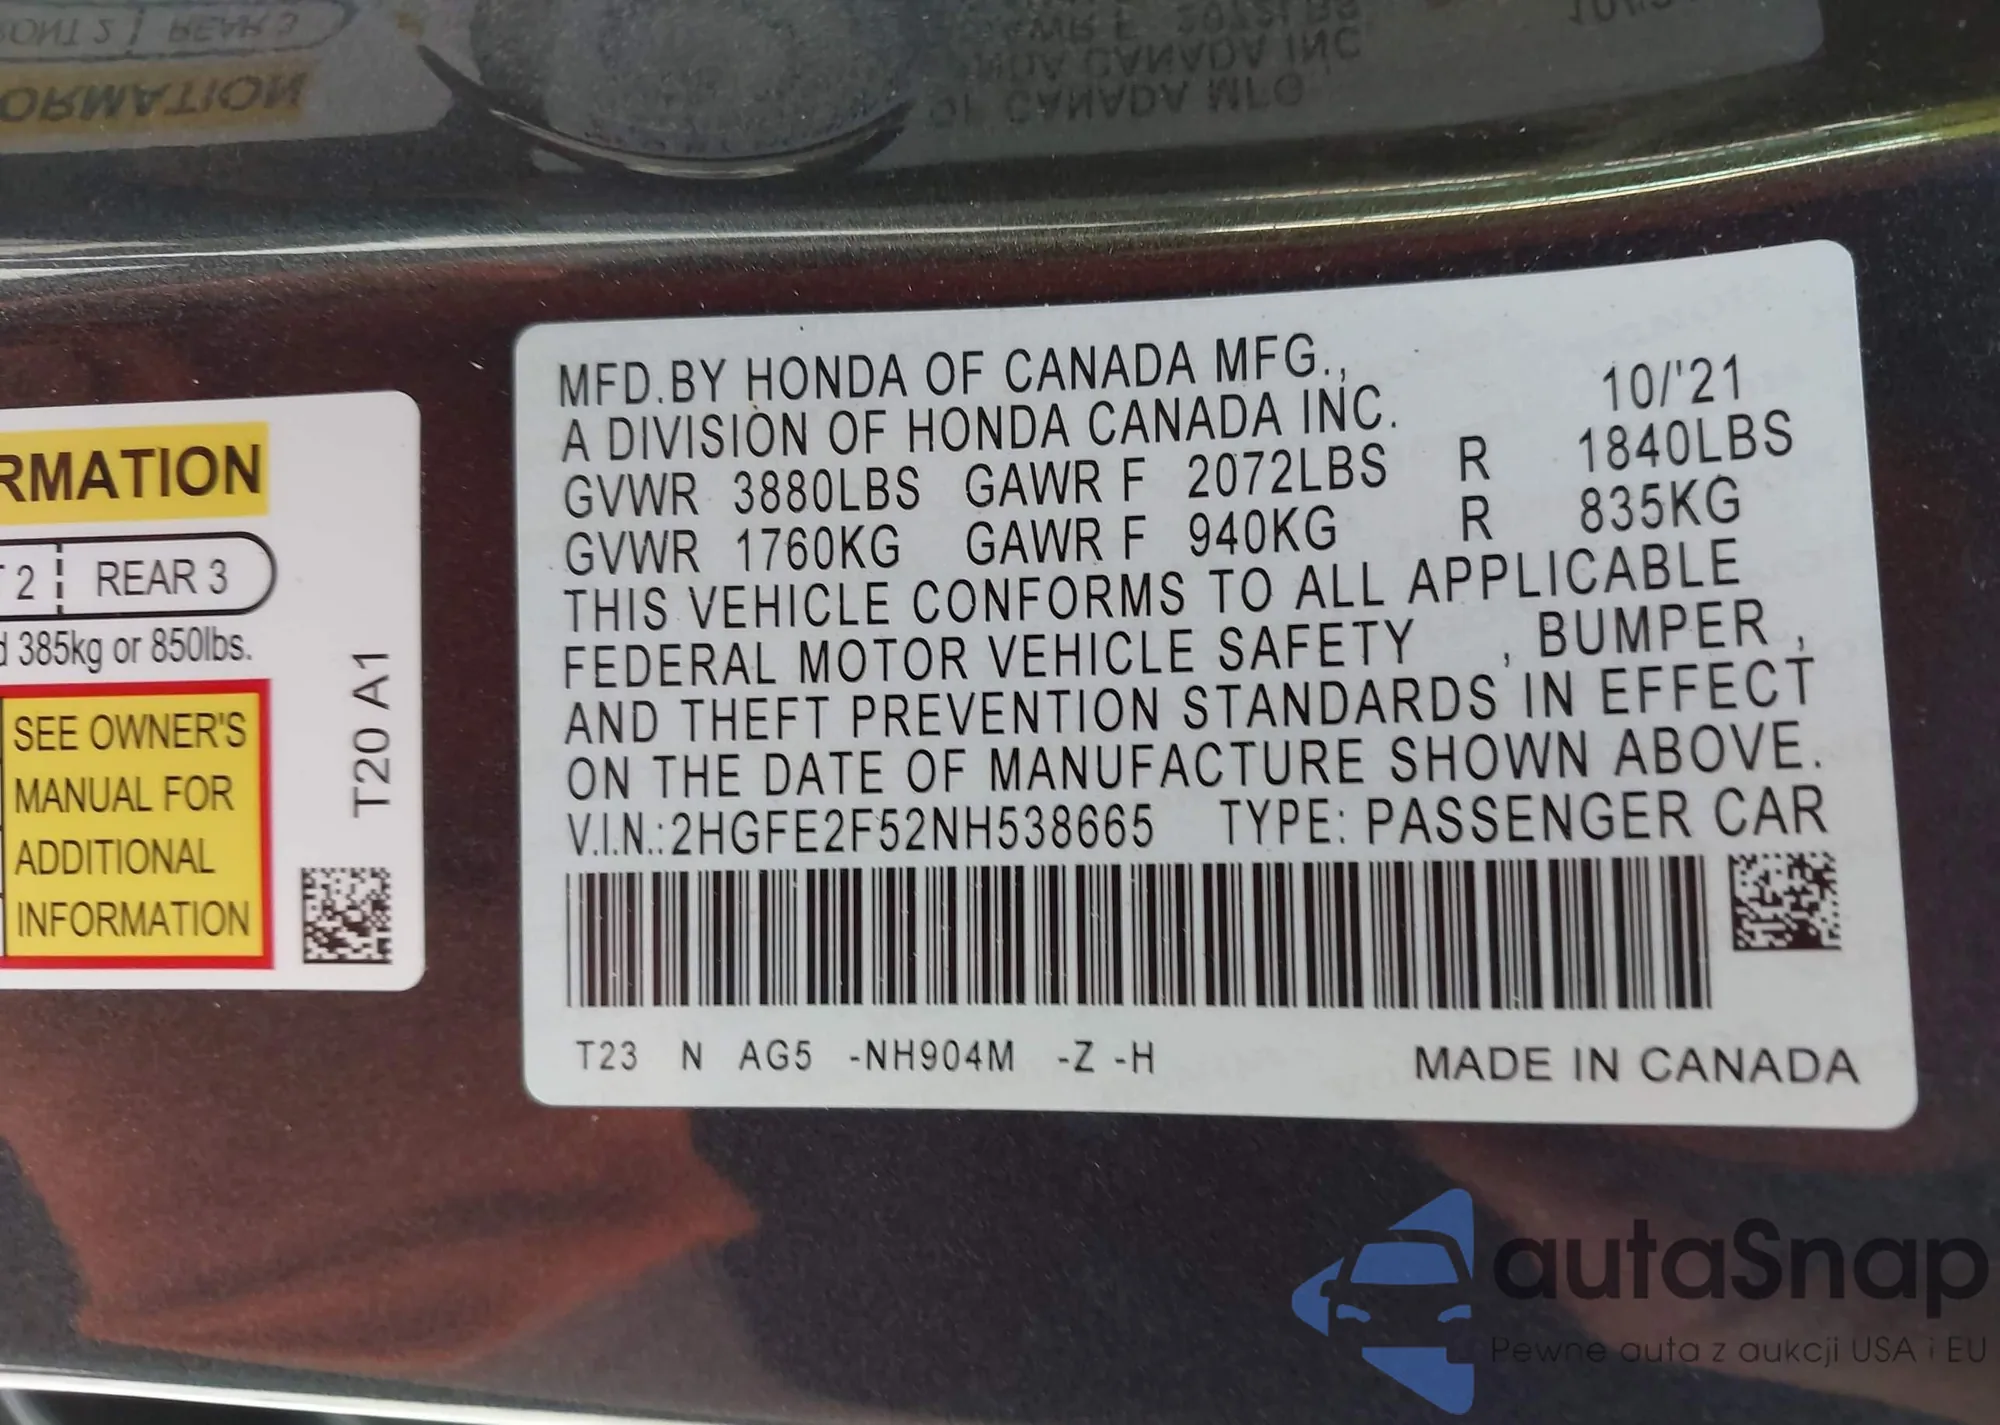 RMATION
2 REAR 3
385kg or 850lbs.
SEE OWNER'S
MANUAL FOR
ADDITIONAL
INFORMATION
T20 A1
MFD.BY HONDA OF CANADA MFG.,
10/'21
A DIVISION OF HONDA CANADA INC.
GVWR 3880LBS GAWR F 2072LBS R 1840LBS
GVWR 1760KG GAWR F 940KG R 835KG
THIS VEHICLE CONFORMS TO ALL APPLICABLE
FEDERAL MOTOR VEHICLE SAFETY , BUMPER ,
AND THEFT PREVENTION STANDARDS IN EFFECT
ON THE DATE OF MANUFACTURE SHOWN ABOVE.
V.I.N.:2HGFE2F52NH538665 TYPE: PASSENGER CAR
T23 N AG5 -NH904M -Z -H MADE IN CANADA
autaSnap
Pewne auta z aukcji USA i EU